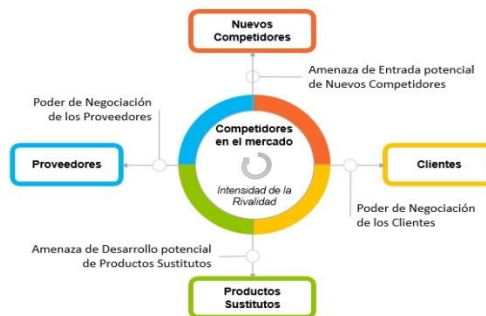 Nuevos
Competidores
Amenaza de Entrada potencial
de Nuevos Competidores
Poder de Negociación
de los Proveedores
Competidores
en el mercado
Proveedores
Clientes
Intensidad de la
Rivalidad
Poder de Negociación
de los Clientes
Amenaza de Desarrollo potencial
de Productos Sustitutos
Productos
Sustitutos